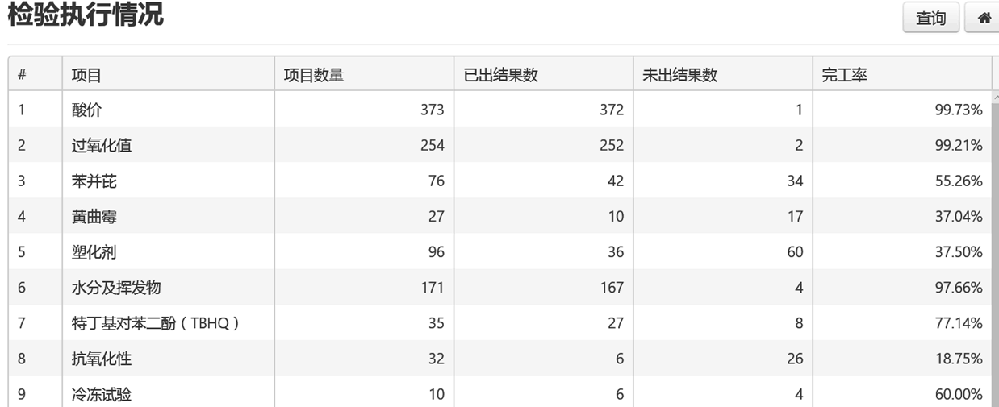 检验执行情况
查询
# 项目 项目数量 已出结果数 未出结果数 完工率
1 酸价 373 372 1 99.73%
2 过氧化值 254 252 2 99.21%
3 苯并芘 76 42 34 55.26%
4 黄曲霉 27 10 17 37.04%
5 塑化剂 96 36 60 37.50%
6 水分及挥发物 171 167 4 97.66%
7 特丁基对苯二酚（TBHQ） 35 27 8 77.14%
8 抗氧化性 32 6 26 18.75%
9 冷冻试验 10 6 4 60.00%